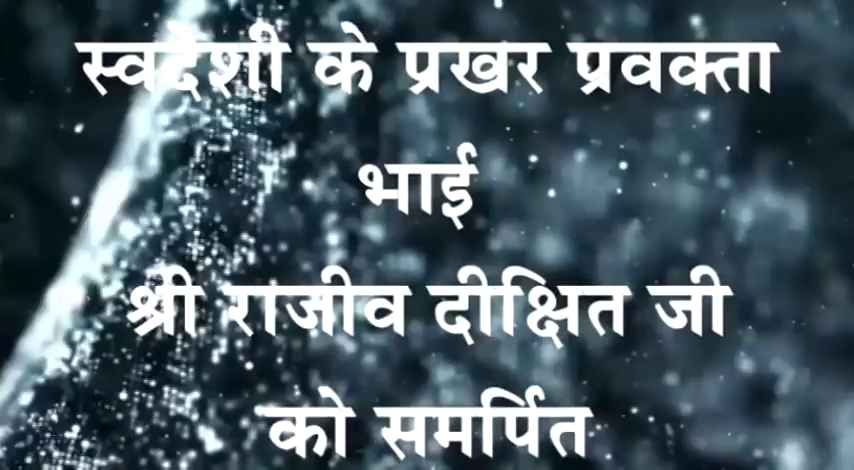 स्वदेशी के प्रखर प्रवक्ता
भाई
श्री राजीव दीक्षित जी
को समर्पित